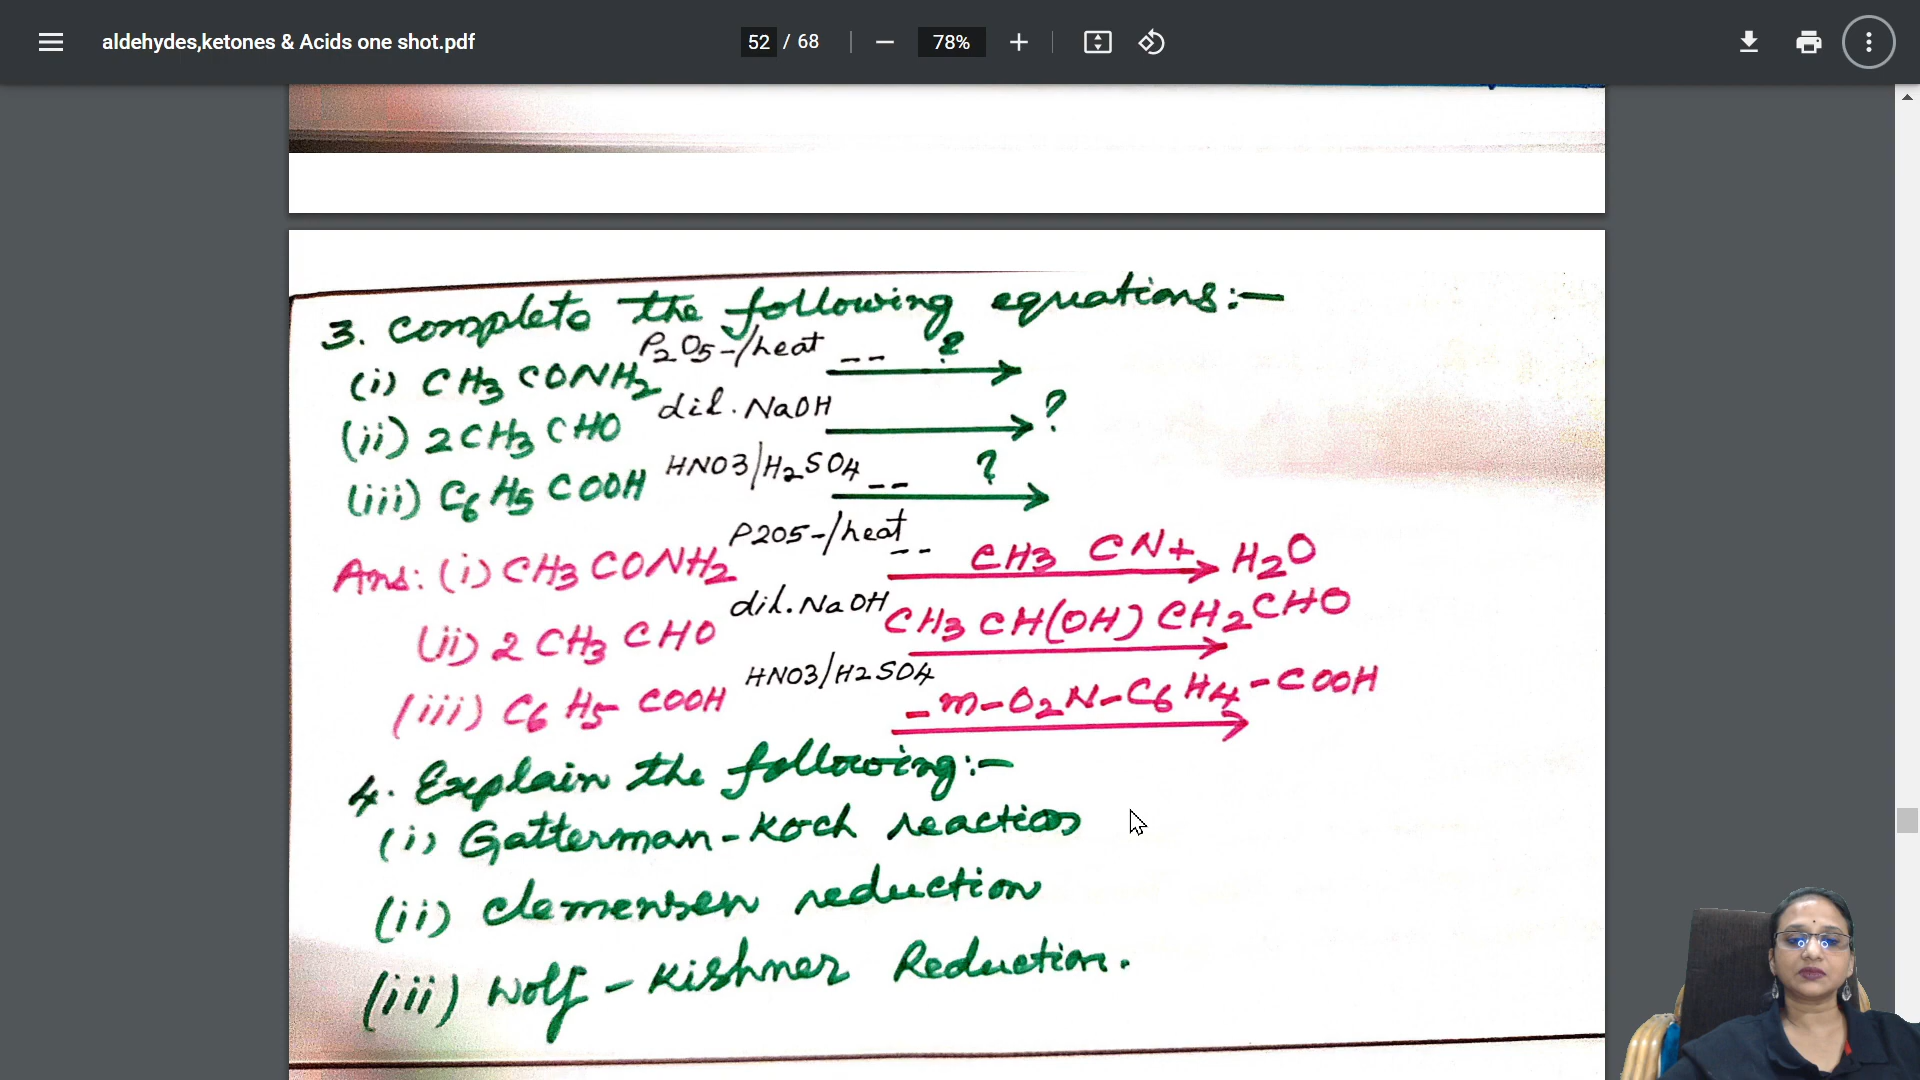 aldehydes,ketones & Acids one shot.pdf
52 / 68
78%
3. Complete the following equations:-
(i) CH3 CONH2 P2O5-/heat -- ? →
(ii) 2CH3 CHO dil. NaOH → ?
(iii) C6H5 COOH HNO3/H2SO4 -- ? →
Ans: (i) CH3 CONH2 P2O5-/heat -- CH3 CN+ → H2O
(ii) 2 CH3 CHO dil. NaOH CH3 CH(OH) CH2CHO →
(iii) C6 H5 COOH HNO3/H2SO4 - m-O2N-C6H4-COOH →
4. Explain the following:-
(i) Gatterman-Koch reaction
(ii) clemensen reduction
(iii) Wolf-Kishner Reduction.